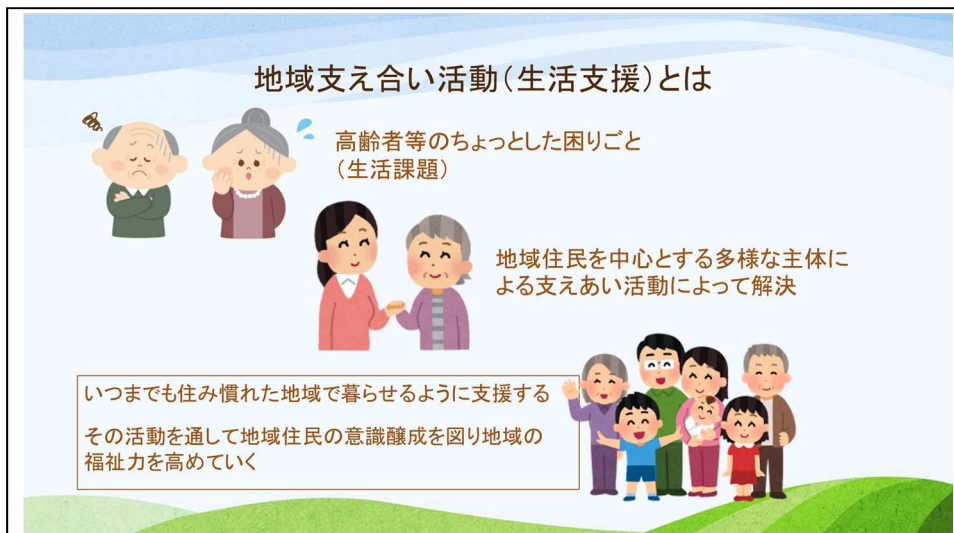 地域支え合い活動（生活支援）とは
高齢者等のちょっとした困りごと
（生活課題）
地域住民を中心とする多様な主体に
よる支えあい活動によって解決
いつまでも住み慣れた地域で暮らせるように支援する
その活動を通して地域住民の意識醸成を図り地域の
福祉力を高めていく